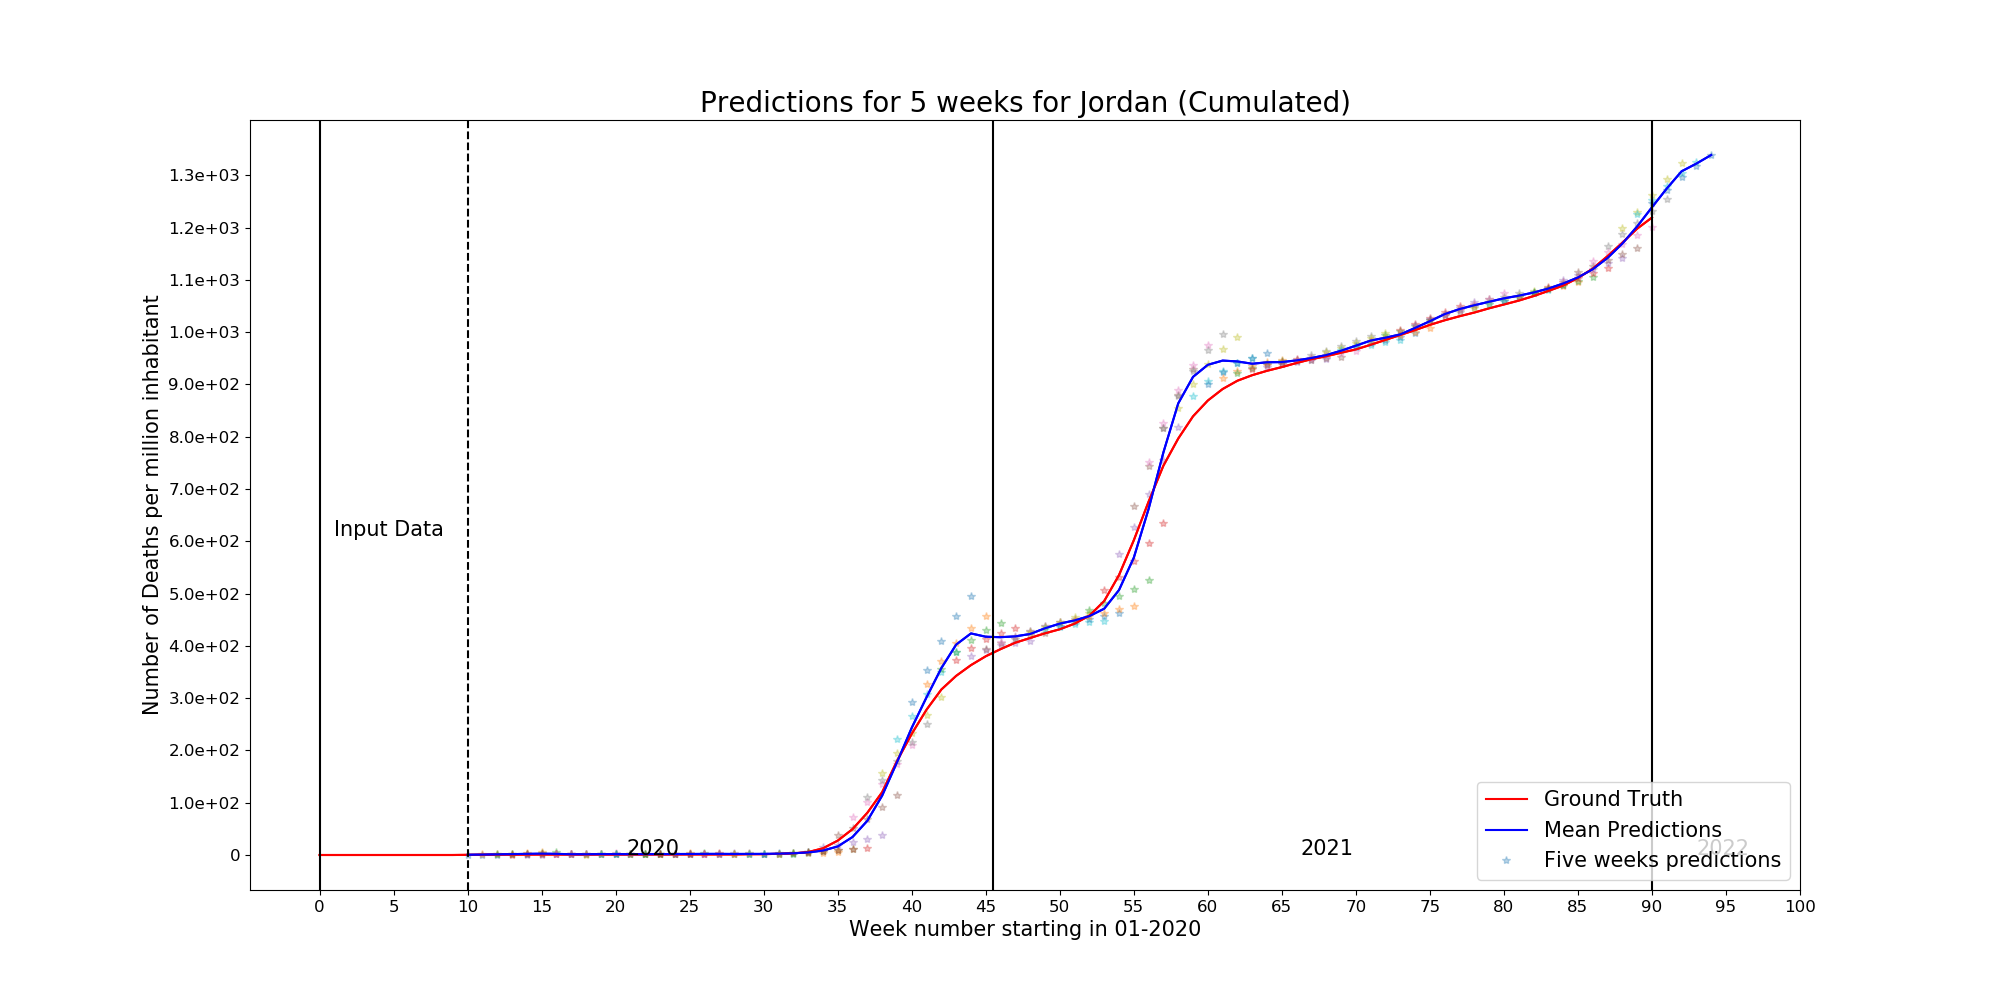 Predictions for 5 weeks for Jordan (Cumulated)
Number of Deaths per million inhabitant
1.3e+03
1.2e+03
1.1e+03
1.0e+03
9.0e+02
8.0e+02
7.0e+02
6.0e+02
5.0e+02
4.0e+02
3.0e+02
2.0e+02
1.0e+02
0
Input Data
2020
2021
2022
Ground Truth
Mean Predictions
Five weeks predictions
0 5 10 15 20 25 30 35 40 45 50 55 60 65 70 75 80 85 90 95 100
Week number starting in 01-2020